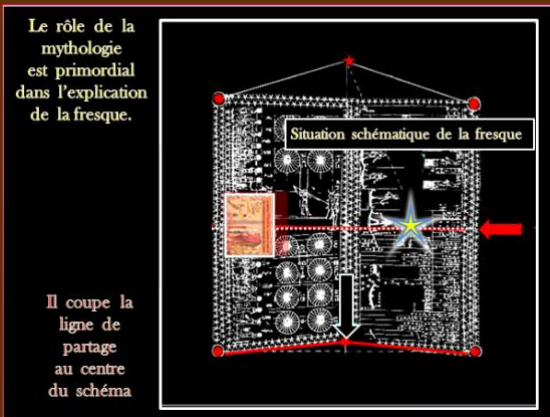 Le rôle de la
mythologie
est primordial
dans l'explication
de la fresque.
Situation schématique de la fresque
Il coupe la
ligne de
partage
au centre
du schéma